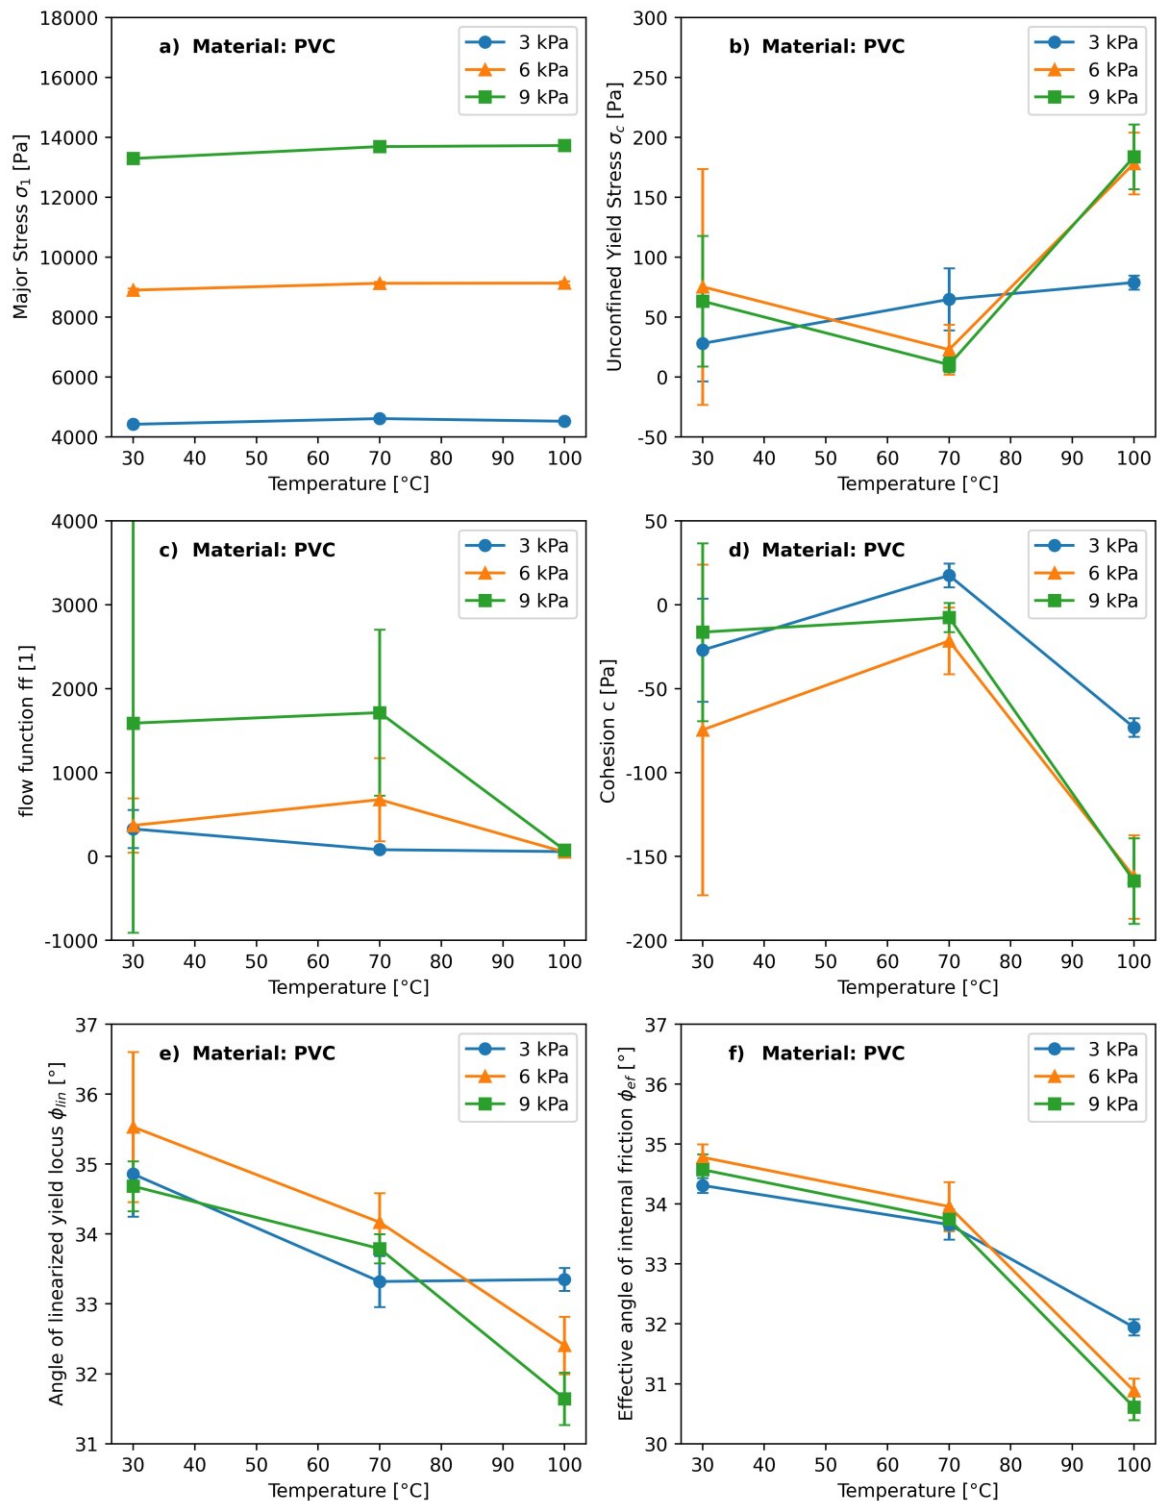 a) Material: PVC
3 kPa
6 kPa
9 kPa
Major Stress σ1 [Pa]
18000
16000
14000
12000
10000
8000
6000
4000
30 40 50 60 70 80 90 100
Temperature [°C]
b) Material: PVC
3 kPa
6 kPa
9 kPa
Unconfined Yield Stress σc [Pa]
300
250
200
150
100
50
0
-50
30 40 50 60 70 80 90 100
Temperature [°C]
c) Material: PVC
3 kPa
6 kPa
9 kPa
flow function ff [1]
4000
3000
2000
1000
0
-1000
30 40 50 60 70 80 90 100
Temperature [°C]
d) Material: PVC
3 kPa
6 kPa
9 kPa
Cohesion c [Pa]
50
0
-50
-100
-150
-200
30 40 50 60 70 80 90 100
Temperature [°C]
e) Material: PVC
3 kPa
6 kPa
9 kPa
Angle of linearized yield locus ϕlin [°]
37
36
35
34
33
32
31
30 40 50 60 70 80 90 100
Temperature [°C]
f) Material: PVC
3 kPa
6 kPa
9 kPa
Effective angle of internal friction ϕef [°]
37
36
35
34
33
32
31
30
30 40 50 60 70 80 90 100
Temperature [°C]